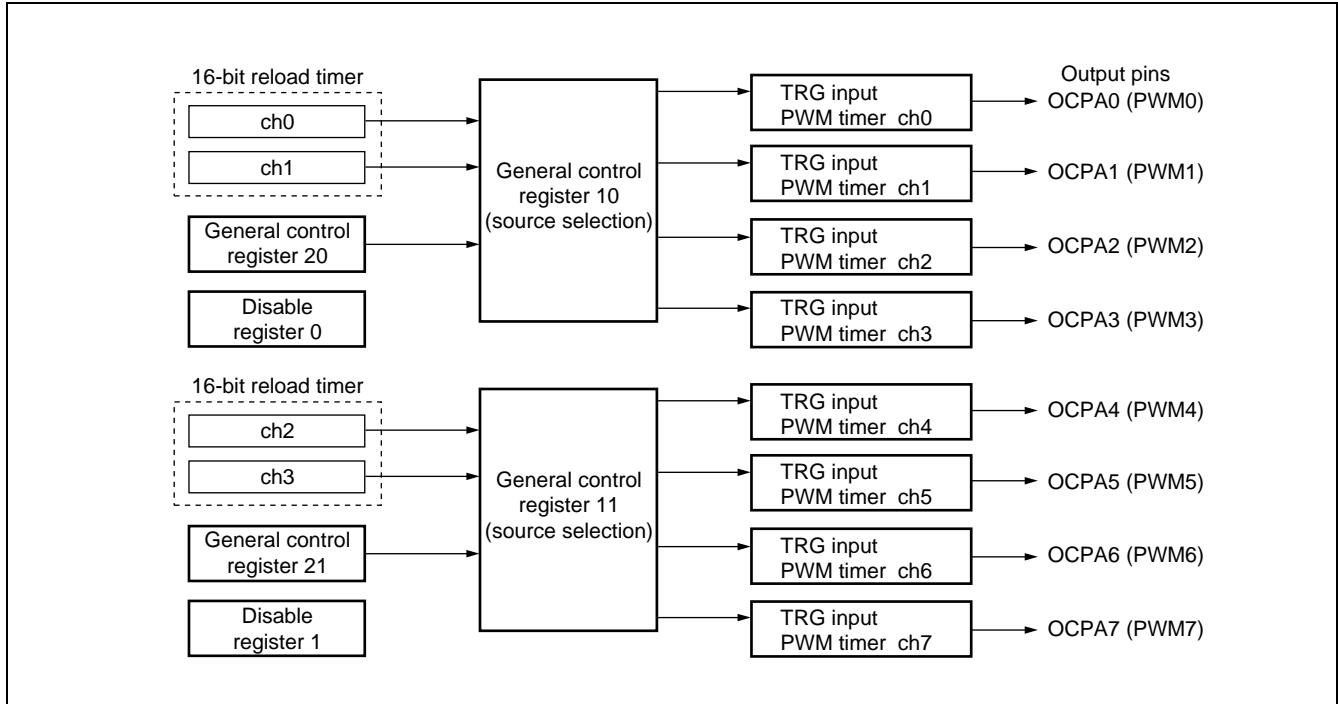 16-bit reload timer
ch0
ch1
General control
register 20
Disable
register 0
General control
register 10
(source selection)
TRG input
PWM timer ch0
TRG input
PWM timer ch1
TRG input
PWM timer ch2
TRG input
PWM timer ch3
Output pins
OCPA0 (PWM0)
OCPA1 (PWM1)
OCPA2 (PWM2)
OCPA3 (PWM3)
16-bit reload timer
ch2
ch3
General control
register 21
Disable
register 1
General control
register 11
(source selection)
TRG input
PWM timer ch4
TRG input
PWM timer ch5
TRG input
PWM timer ch6
TRG input
PWM timer ch7
OCPA4 (PWM4)
OCPA5 (PWM5)
OCPA6 (PWM6)
OCPA7 (PWM7)